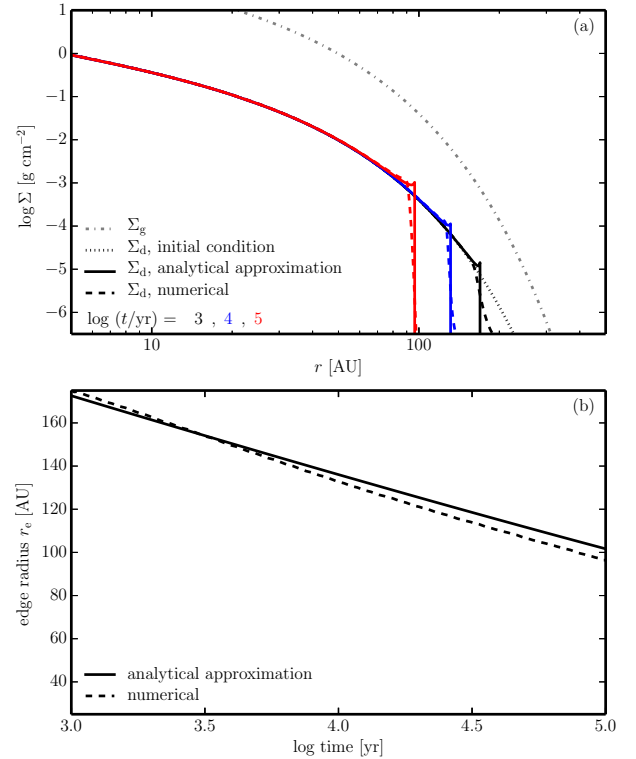 (a)
1
0
−1
−2
−3
−4
−5
−6
log Σ [g cm⁻²]
Σg
Σd, initial condition
Σd, analytical approximation
Σd, numerical
log (t/yr) = 3 , 4 , 5
10 100
r [AU]
(b)
160
140
120
100
80
60
40
edge radius re [AU]
analytical approximation
numerical
3.0 3.5 4.0 4.5 5.0
log time [yr]